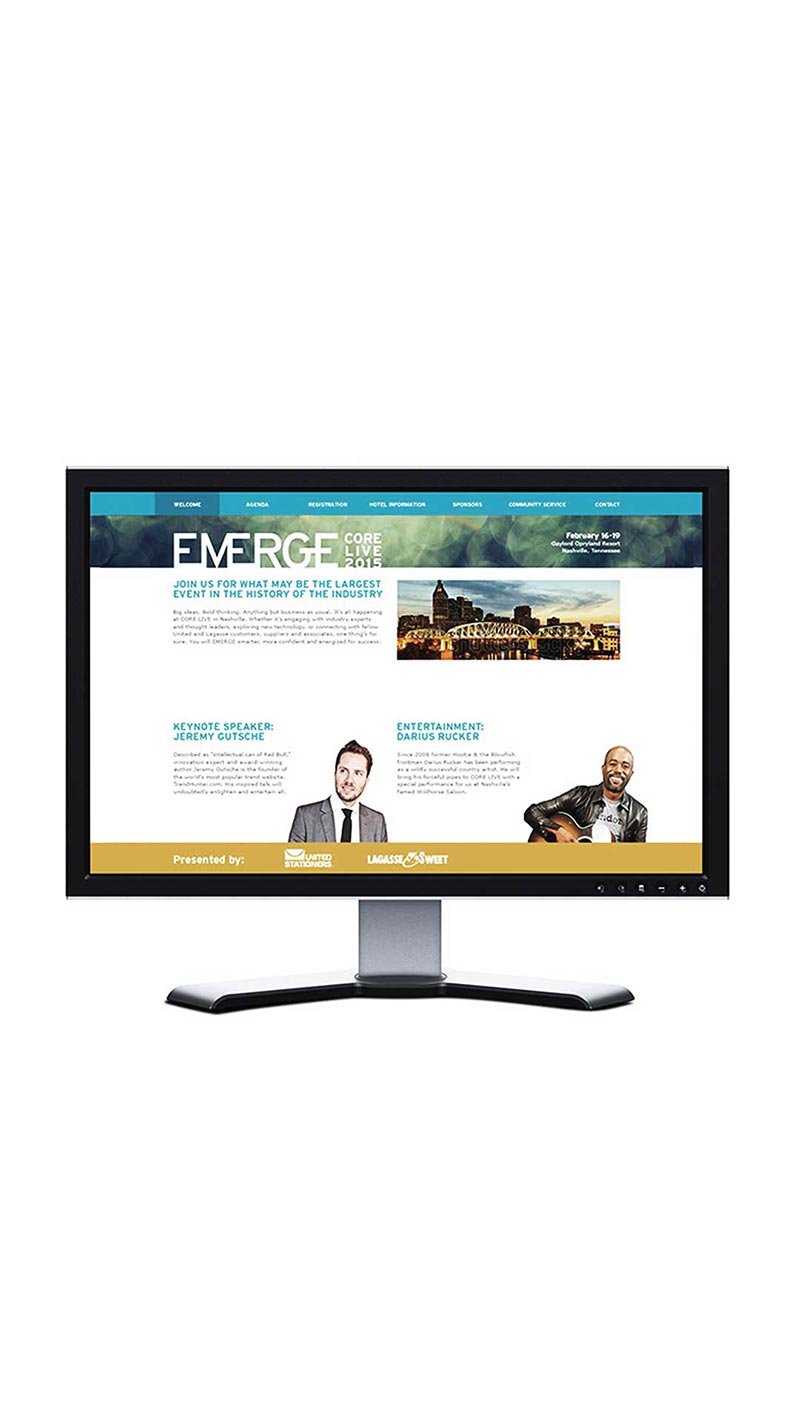 WELCOME AGENDA REGISTRATION HOTEL INFORMATION SPONSORS COMMUNITY SERVICE CONTACT
EMERGE CORE
LIVE
2015
February 16-19
Gaylord Opryland Resort
Nashville, Tennessee
JOIN US FOR WHAT MAY BE THE LARGEST
EVENT IN THE HISTORY OF THE INDUSTRY
Big ideas. Bold thinking. Anything but business as usual. It's all happening
at CORE LIVE in Nashville. Whether it's engaging with industry experts
and thought leaders, exploring new technology, or connecting with fellow
United and Lagasse customers, suppliers and associates, one thing's for
sure. You will EMERGE smarter, more confident and energized for success.
KEYNOTE SPEAKER:
JEREMY GUTSCHE
Described as "intellectual can of Red Bull,"
innovation expert and award-winning
author Jeremy Gutsche is the founder of
the world's most popular trend website,
TrendHunter.com. His inspired talk will
undoubtedly enlighten and entertain all.
ENTERTAINMENT:
DARIUS RUCKER
Since 2008 former Hootie & the Blowfish
frontman Darius Rucker has been performing
as a wildly successful country artist. He will
bring his forceful pipes to CORE LIVE with a
special performance for us at Nashville's
famed Wildhorse Saloon.
Presented by:
UNITED
STATIONERS
LAGASSE SWEET